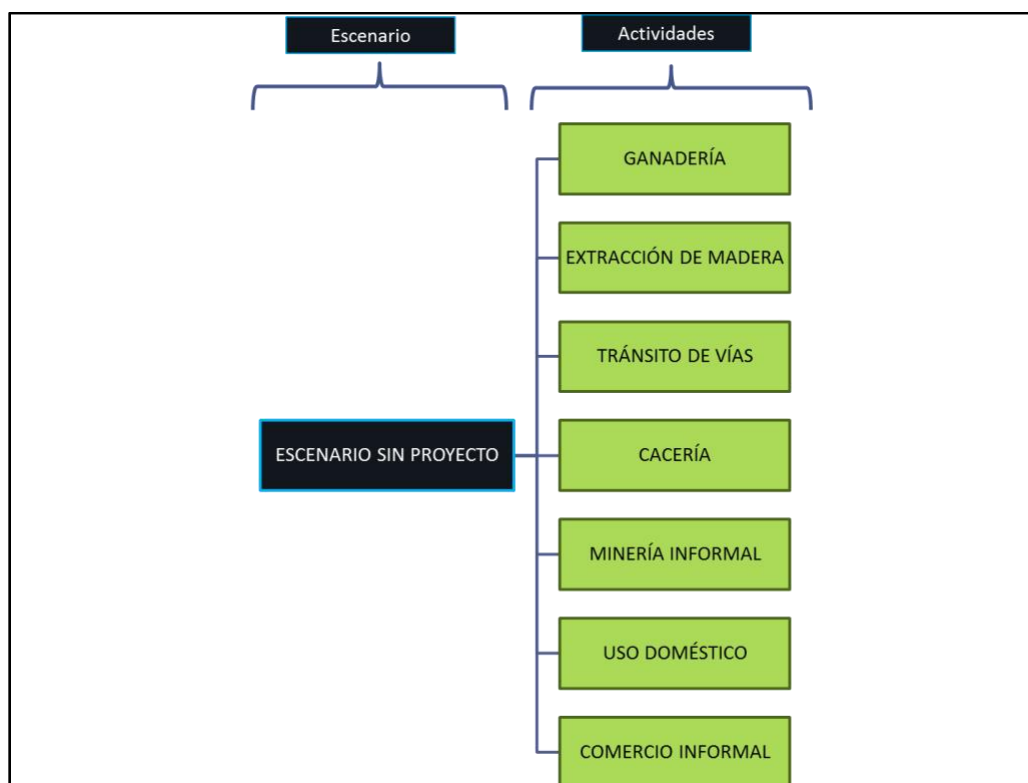 Escenario
Actividades
GANADERÍA
EXTRACCIÓN DE MADERA
TRÁNSITO DE VÍAS
ESCENARIO SIN PROYECTO
CACERÍA
MINERÍA INFORMAL
USO DOMÉSTICO
COMERCIO INFORMAL